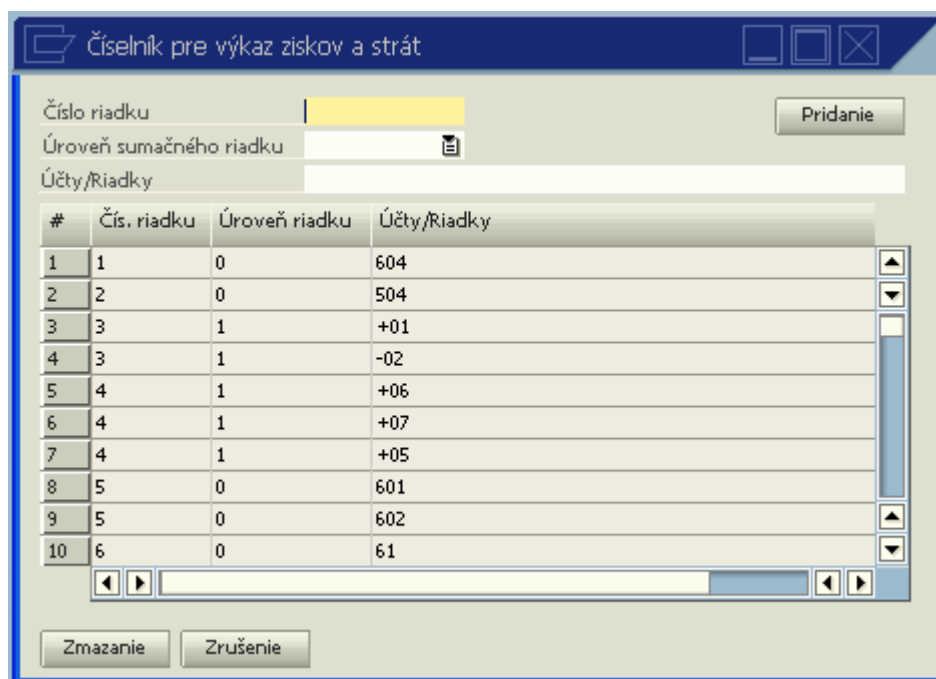 Číselník pre výkaz ziskov a strát
Číslo riadku
Pridanie
Úroveň sumačného riadku
Účty/Riadky
# Čís. riadku Úroveň riadku Účty/Riadky
1 1 0 604
2 2 0 504
3 3 1 +01
4 3 1 -02
5 4 1 +06
6 4 1 +07
7 4 1 +05
8 5 0 601
9 5 0 602
10 6 0 61
Zmazanie Zrušenie